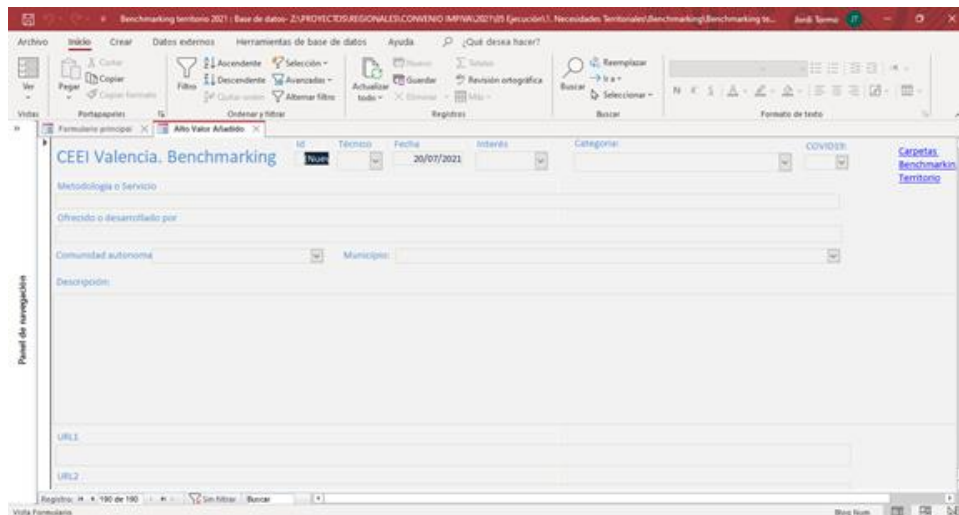 Benchmarking territorio 2021 : Base de datos- Z:\PROYECTOS\REGIONALES\CONVENIO IMPIVA\2021\05 Ejecución\1. Necesidades Territoriales\Benchmarking\Benchmarking te...
Jordi Tormo JT
Archivo Inicio Crear Datos externos Herramientas de base de datos Ayuda ¿Qué desea hacer?
Ver Pegar Cortar Copiar Copiar formato
Filtro Ascendente Descendente Quitar orden Selección Avanzadas Alternar filtro
Actualizar todo Nuevo Guardar Eliminar Totales Revisión ortográfica Más
Buscar Reemplazar Ir a Seleccionar
N K S A
Vistas Portapapeles Ordenar y filtrar Registros Buscar Formato de texto
Formulario principal Alto Valor Añadido
CEEI Valencia. Benchmarking
Id Técnico Fecha Interés Categoría: COVID19:
(Nuev 20/07/2021
Carpetas
Benchmarkin
Territorio
Metodología o Servicio
Ofrecido o desarrollado por
Comunidad autonoma Municipio:
Descripción:
Panel de navegación
URL1
URL2
Registro: 190 de 190 Sin filtrar Buscar
Vista Formulario Bloq Num